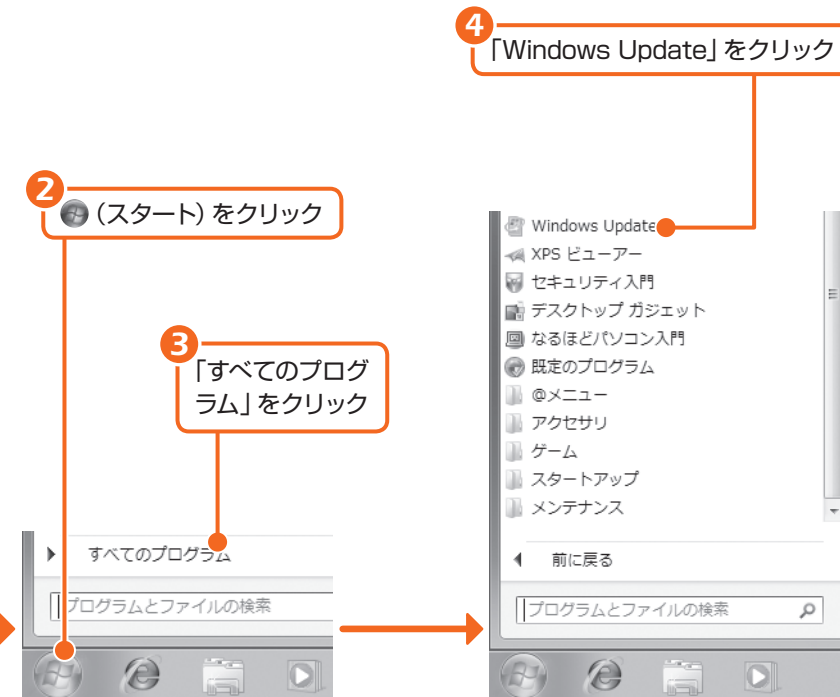 2
(スタート)をクリック
3
「すべてのプログ
ラム」をクリック
すべてのプログラム
プログラムとファイルの検索
4
「Windows Update」をクリック
Windows Update
XPS ビューアー
セキュリティ入門
デスクトップ ガジェット
なるほどパソコン入門
既定のプログラム
@メニュー
アクセサリ
ゲーム
スタートアップ
メンテナンス
前に戻る
プログラムとファイルの検索